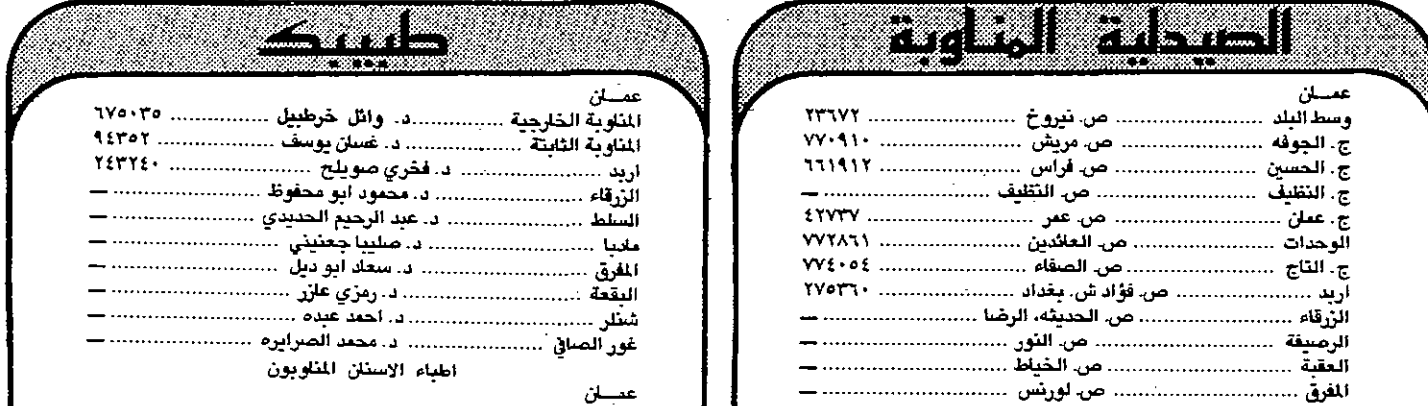 الصيدلية المناوبة
عمـان
وسط البلد ................ ص. نيروخ ................ ٢٣٦٧٢
ج. الجوفه ................ ص. مريش ................ ٧٧٠٩١٠
ج. الحسين ................ ص. فراس ................ ٦٦١٩١٢
ج. النظيف ................ ص. النظيف ................ —
ج. عمان ................ ص. عمر ................ ٤٢٧٣٧
الوحدات ................ ص. العائدين ................ ٧٧٢٨٦١
ج. التاج ................ ص. الصفاء ................ ٧٧٤٠٥٤
اربد ................ ص. فؤاد ش. بغداد ................ ٢٧٥٣٦٠
الزرقاء ................ ص. الحديثه، الرضا ................ —
الرصيفة ................ ص. النور ................ —
العقبة ................ ص. الخياط ................ —
المفرق ................ ص. لورنس ................ —
طبيبك
عمـان
المناوبة الخارجية ................ د. وائل خرطبيل ................ ٦٧٥٠٣٥
المناوبة الثابتة ................ د. غسان يوسف ................ ٩٤٣٥٢
اربد ................ د. فخري صويلح ................ ٢٤٣٢٤٠
الزرقاء ................ د. محمود ابو محفوظ ................ —
السلط ................ د. عبد الرحيم الحديدي ................ —
مادبا ................ د. صليبا جعنيني ................ —
المفرق ................ د. سعاد ابو ديل ................ —
البقعة ................ د. رمزي عازر ................ —
شنلر ................ د. احمد عبده ................ —
غور الصافي ................ د. محمد الصرايره ................ —
اطباء الاسنان المناوبون
عمـان